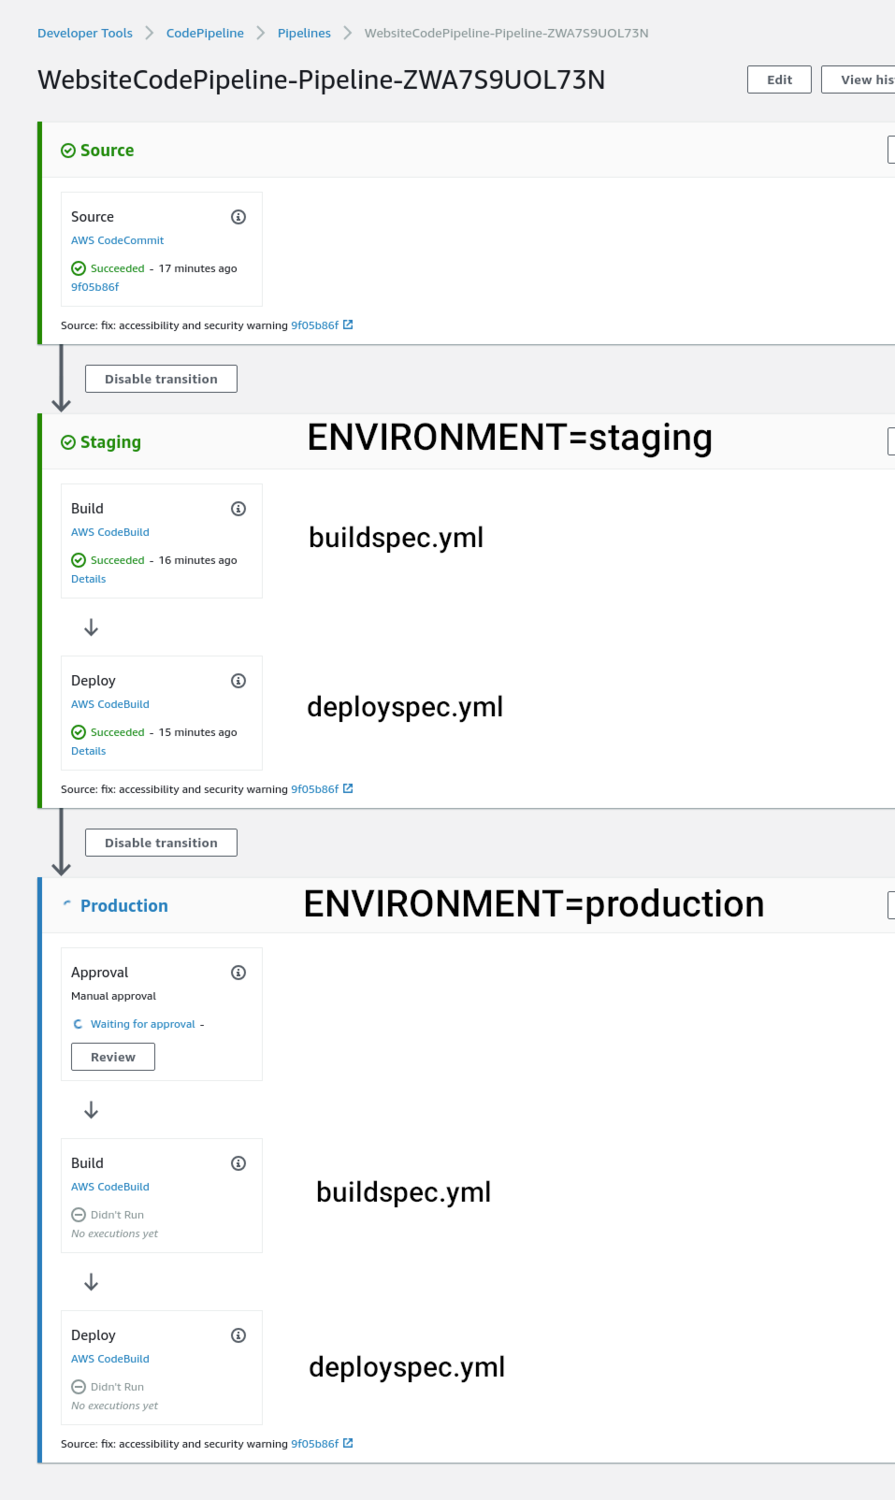 Developer Tools > CodePipeline > Pipelines > WebsiteCodePipeline-Pipeline-ZWA7S9UOL73N
WebsiteCodePipeline-Pipeline-ZWA7S9UOL73N Edit View his
Source
Source
AWS CodeCommit
Succeeded - 17 minutes ago
9f05b86f
Source: fix: accessibility and security warning 9f05b86f
Disable transition
Staging ENVIRONMENT=staging
Build
AWS CodeBuild buildspec.yml
Succeeded - 16 minutes ago
Details
Deploy
AWS CodeBuild deployspec.yml
Succeeded - 15 minutes ago
Details
Source: fix: accessibility and security warning 9f05b86f
Disable transition
Production ENVIRONMENT=production
Approval
Manual approval
Waiting for approval -
Review
Build
AWS CodeBuild buildspec.yml
Didn't Run
No executions yet
Deploy
AWS CodeBuild deployspec.yml
Didn't Run
No executions yet
Source: fix: accessibility and security warning 9f05b86f